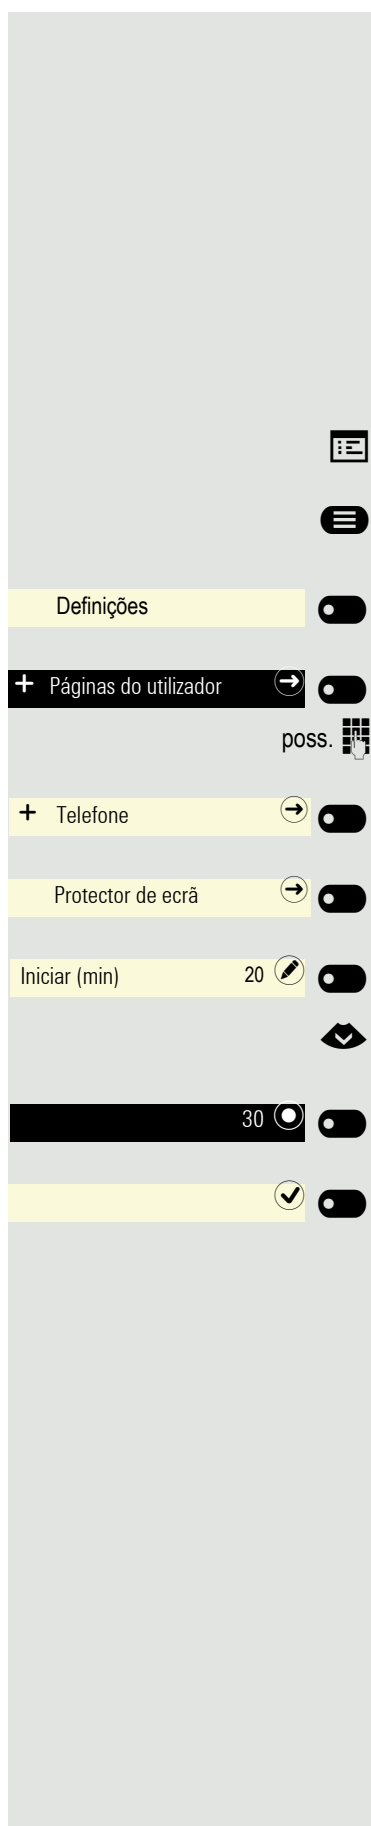 Definições
+ Páginas do utilizador
poss.
+ Telefone
Protector de ecrã
Iniciar (min) 20
30